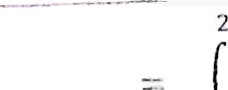 2
= ∫